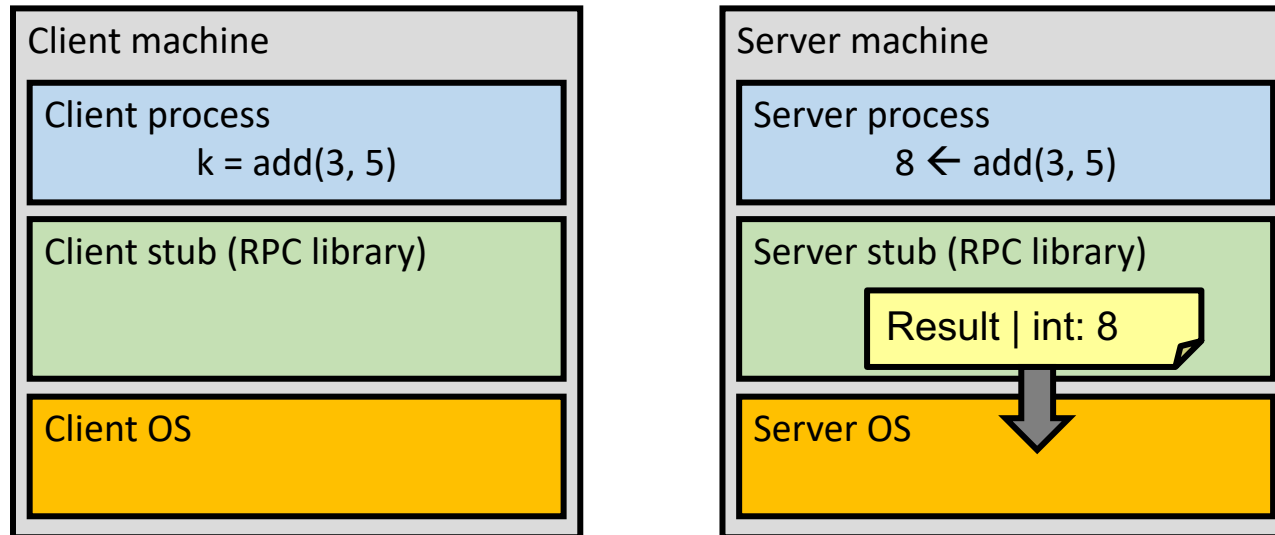 Client machine
Client process
k = add(3, 5)
Client stub (RPC library)
Client OS
Server machine
Server process
8 ← add(3, 5)
Server stub (RPC library)
Result | int: 8
Server OS